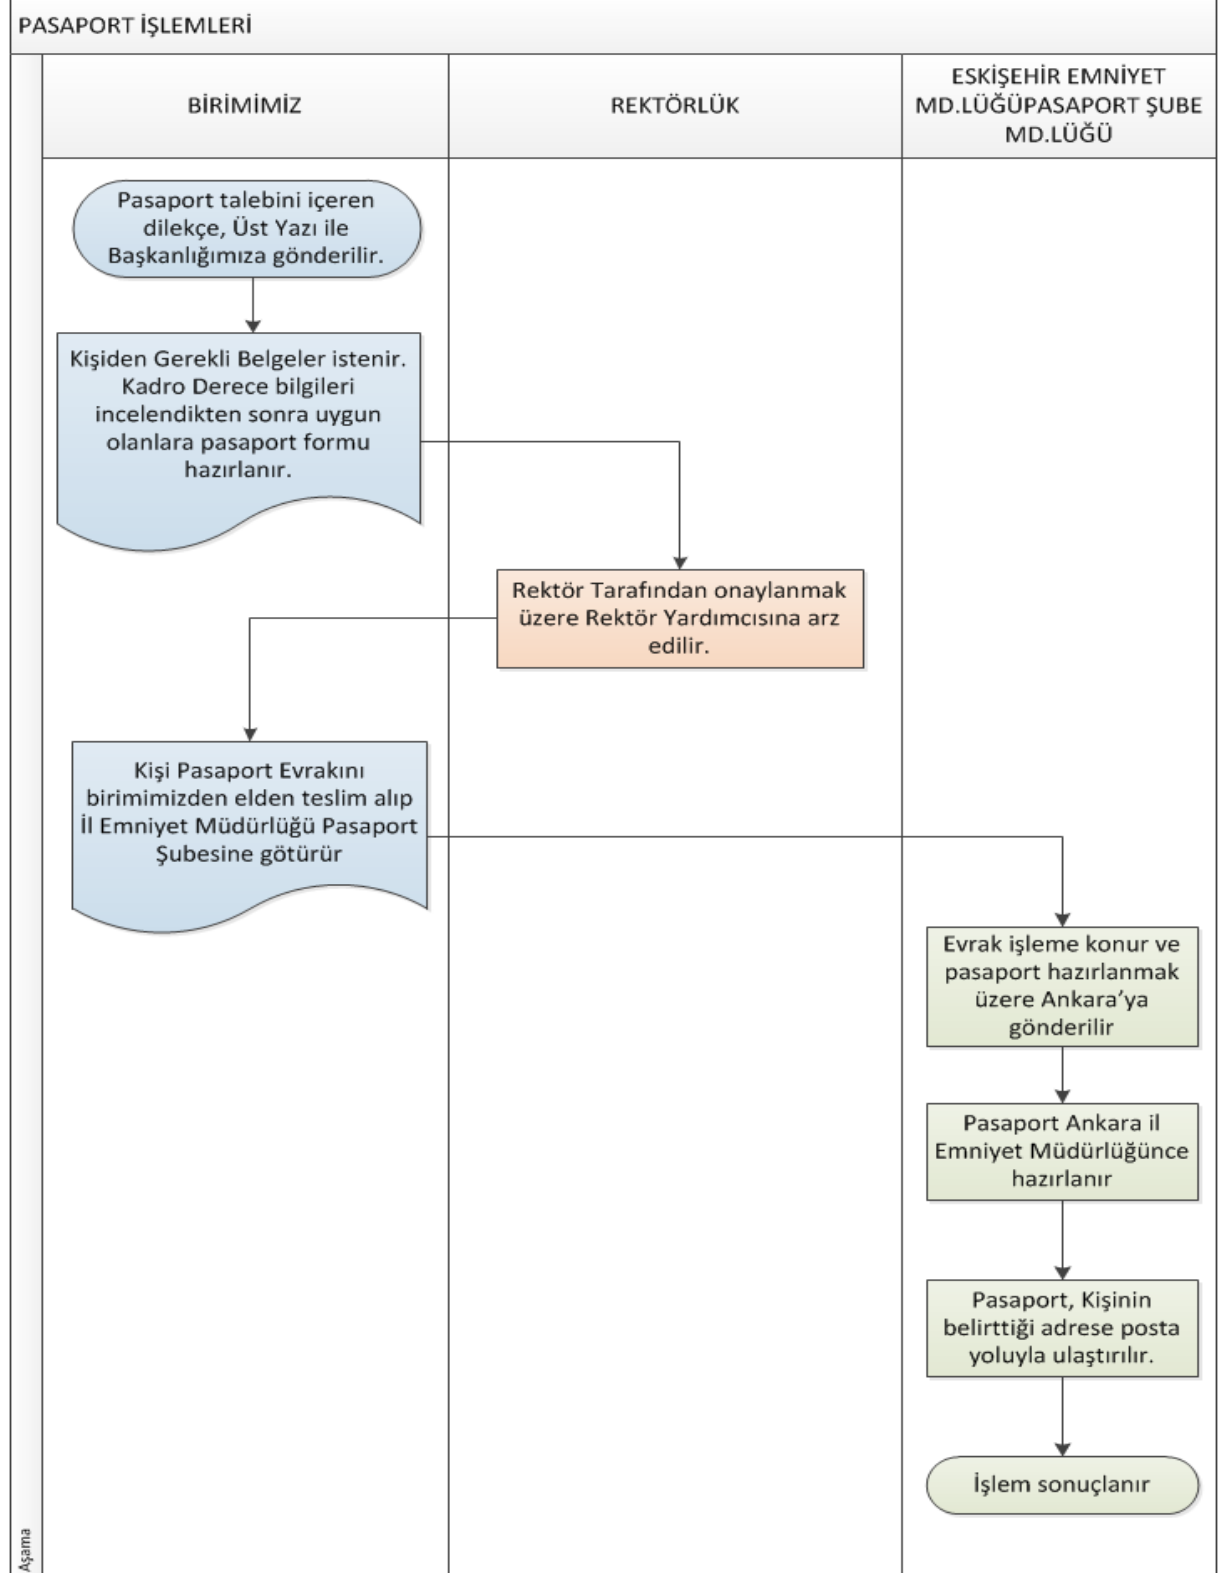 PASAPORT İŞLEMLERİ
BİRİMİMİZ
REKTÖRLÜK
ESKİŞEHİR EMNİYET
MD.LÜĞÜPASAPORT ŞUBE
MD.LÜĞÜ
Pasaport talebini içeren
dilekçe, Üst Yazı ile
Başkanlığımıza gönderilir.
Kişiden Gerekli Belgeler istenir.
Kadro Derece bilgileri
incelendikten sonra uygun
olanlara pasaport formu
hazırlanır.
Rektör Tarafından onaylanmak
üzere Rektör Yardımcısına arz
edilir.
Kişi Pasaport Evrakını
birimimizden elden teslim alıp
İl Emniyet Müdürlüğü Pasaport
Şubesine götürür
Evrak işleme konur ve
pasaport hazırlanmak
üzere Ankara’ya
gönderilir
Pasaport Ankara il
Emniyet Müdürlüğünce
hazırlanır
Pasaport, Kişinin
belirttiği adrese posta
yoluyla ulaştırılır.
İşlem sonuçlanır
Aşama